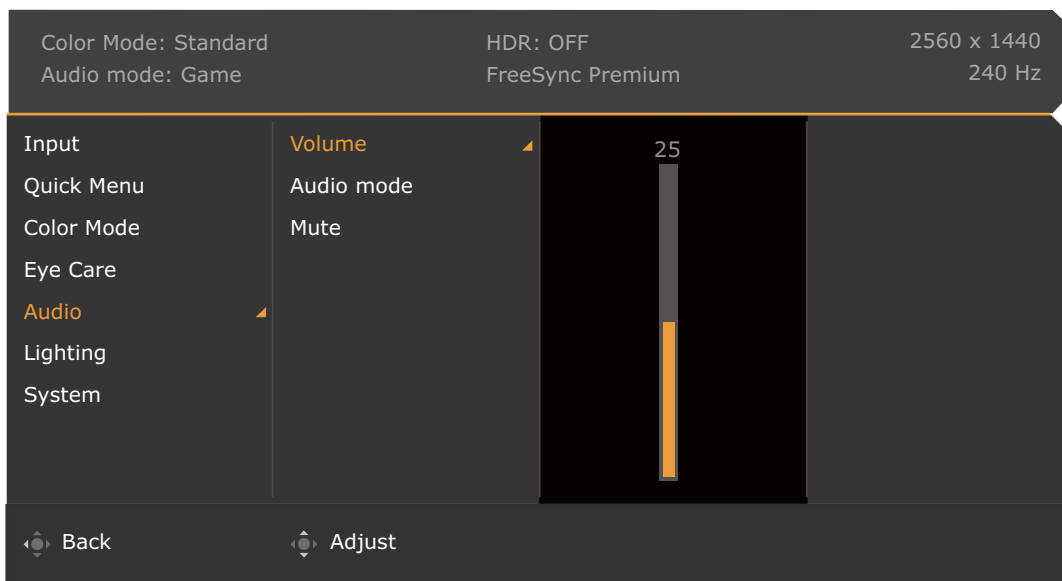 Color Mode: Standard
HDR: OFF
2560 x 1440
Audio mode: Game
FreeSync Premium
240 Hz
Input
Quick Menu
Color Mode
Eye Care
Audio
Lighting
System
Volume
Audio mode
Mute
25
Back
Adjust